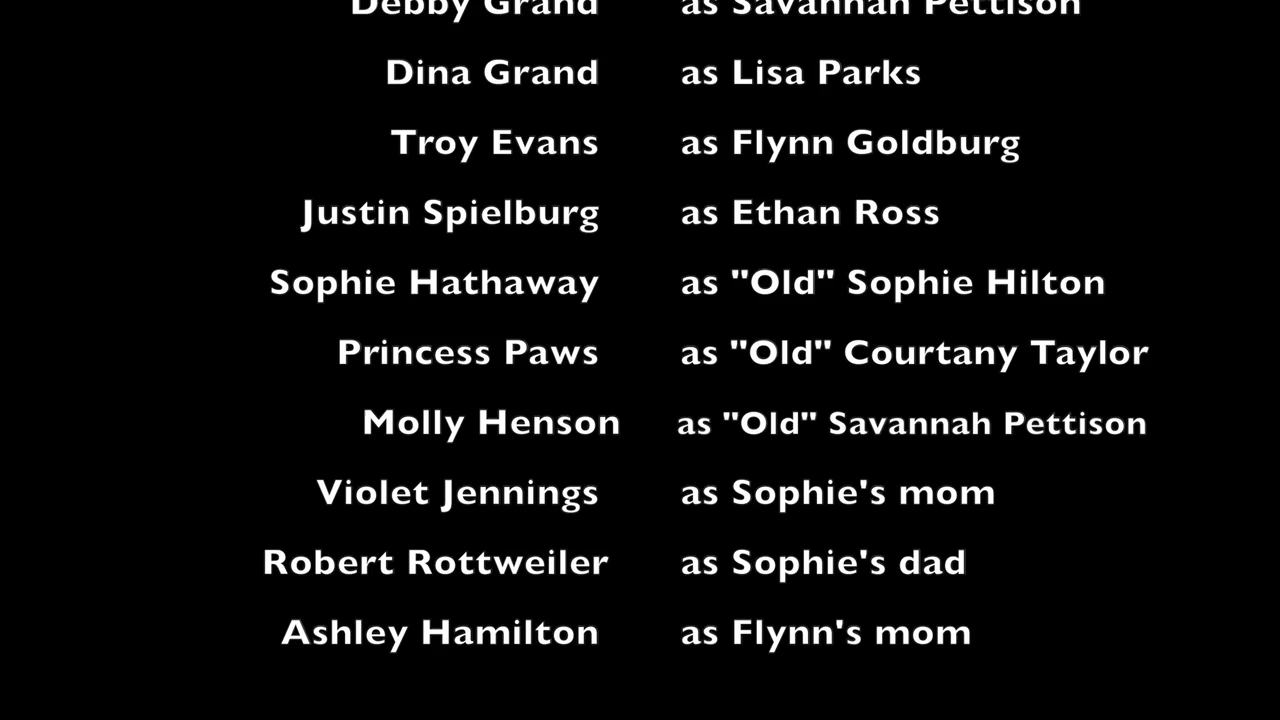 Debby Grand as Savannah Pettison
Dina Grand as Lisa Parks
Troy Evans as Flynn Goldburg
Justin Spielburg as Ethan Ross
Sophie Hathaway as "Old" Sophie Hilton
Princess Paws as "Old" Courtany Taylor
Molly Henson as "Old" Savannah Pettison
Violet Jennings as Sophie's mom
Robert Rottweiler as Sophie's dad
Ashley Hamilton as Flynn's mom